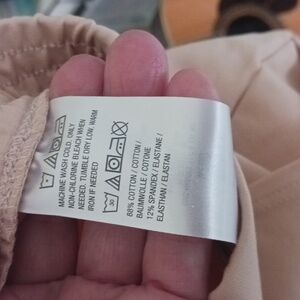 MACHINE WASH COLD. ONLY
NON-CHLORINE BLEACH WHEN
NEEDED. TUMBLE DRY LOW. WARM
IRON IF NEEDED
30
88% COTTON / COTTON /
BAUMWOLLE / COTONE
12% SPANDEX / ELASTANE /
ELASTHAN / ELASTAN